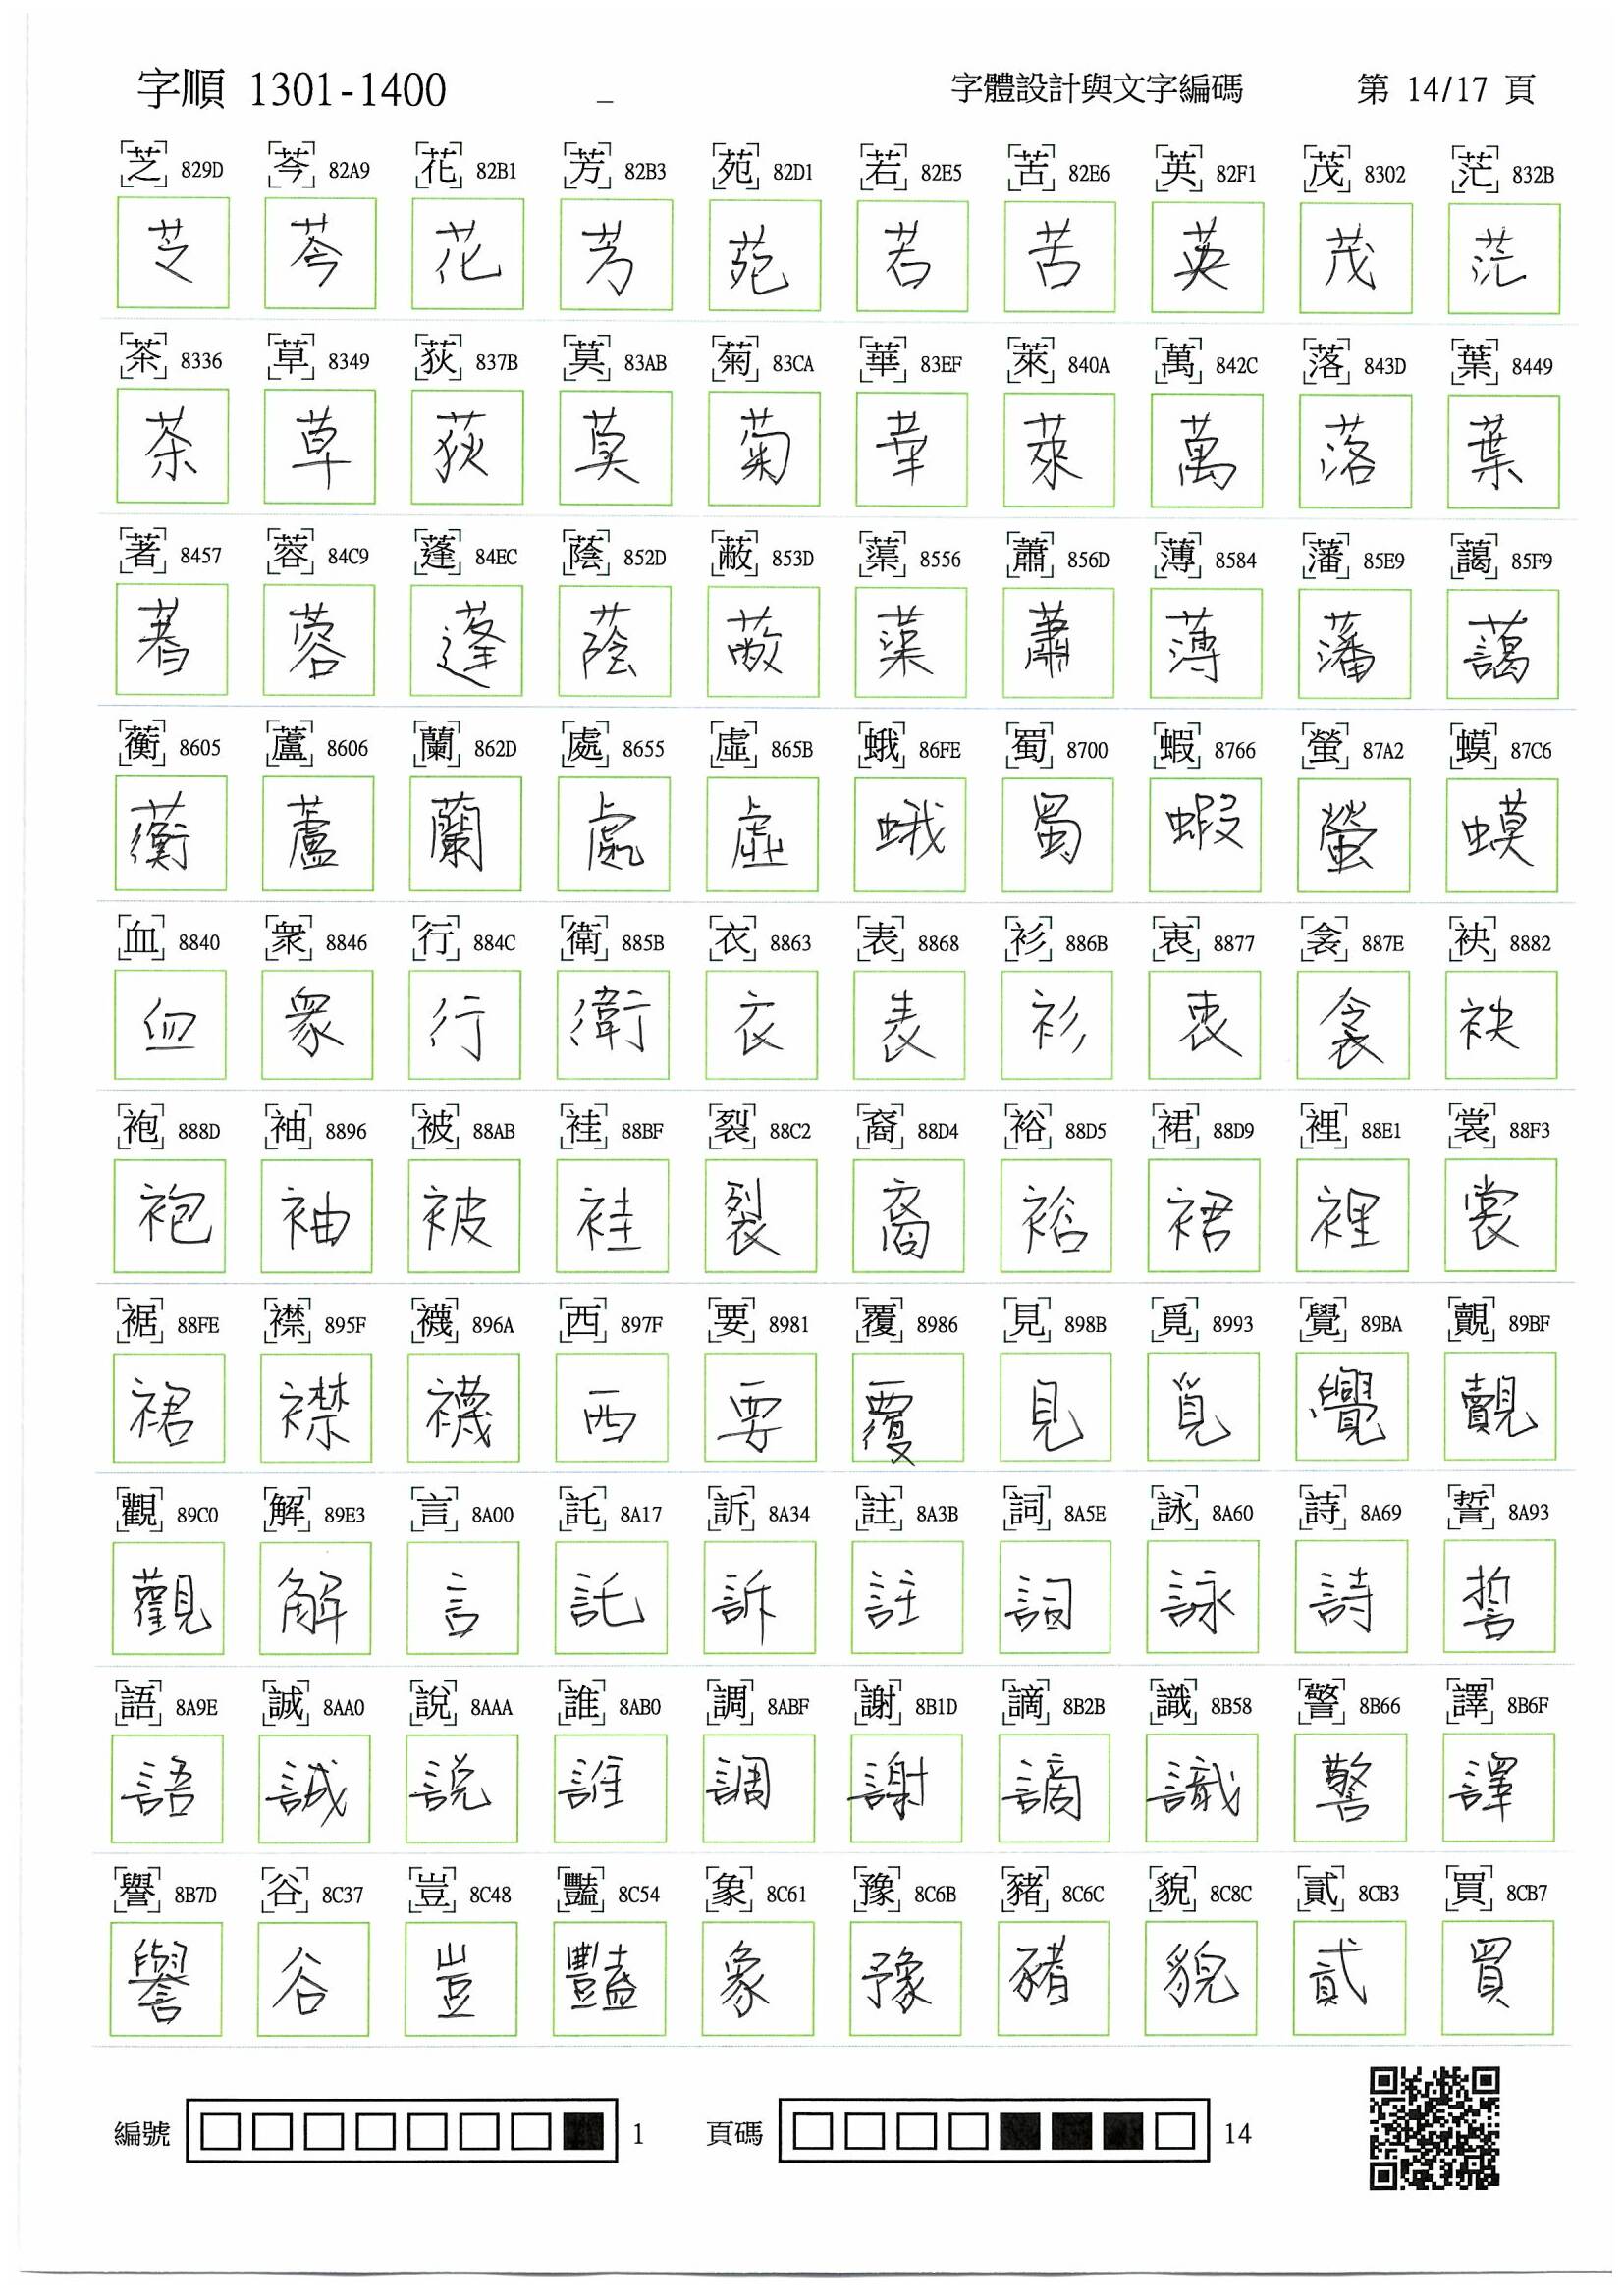 字順 1301-1400 _ 字體設計與文字編碼 第 14/17 頁
芝 829D 芩 82A9 花 82B1 芳 82B3 苑 82D1 若 82E5 苦 82E6 英 82F1 茂 8302 茫 832B
芝 芩 花 芳 苑 若 苦 英 茂 茫
茶 8336 草 8349 荻 837B 莫 83AB 菊 83CA 華 83EF 萊 840A 萬 842C 落 843D 葉 8449
茶 草 荻 莫 菊 華 萊 萬 落 葉
著 8457 蓉 84C9 蓬 84EC 蔭 852D 蔽 853D 蕖 8556 蕭 856D 薄 8584 藩 85E9 藹 85F9
著 蓉 蓬 蔭 蔽 蕖 蕭 薄 藩 藹
蘅 8605 蘆 8606 蘭 862D 處 8655 虛 865B 蛾 86FE 蜀 8700 蝦 8766 螢 87A2 蟆 87C6
蘅 蘆 蘭 處 虛 蛾 蜀 蝦 螢 蟆
血 8840 衆 8846 行 884C 衛 885B 衣 8863 表 8868 衫 886B 衷 8877 衾 887E 袂 8882
血 眾 行 衛 衣 表 衫 衷 衾 袂
袍 888D 袖 8896 被 88AB 袿 88BF 裂 88C2 裔 88D4 裕 88D5 裙 88D9 裡 88E1 裳 88F3
袍 袖 被 袿 裂 裔 裕 裙 裡 裳
裾 88FE 襟 895F 襪 896A 西 897F 要 8981 覆 8986 見 898B 覓 8993 覺 89BA 覿 89BF
裾 襟 襪 西 要 覆 見 覓 覺 覿
觀 89C0 解 89E3 言 8A00 託 8A17 訴 8A34 註 8A3B 詞 8A5E 詠 8A60 詩 8A69 誓 8A93
觀 解 言 託 訴 註 詞 詠 詩 誓
語 8A9E 誠 8AA0 說 8AAA 誰 8AB0 調 8ABF 謝 8B1D 謫 8B2B 識 8B58 警 8B66 譯 8B6F
語 誠 說 誰 調 謝 謫 識 警 譯
譽 8B7D 谷 8C37 豈 8C48 豔 8C54 象 8C61 豫 8C6B 豬 8C6C 貌 8C8C 貳 8CB3 買 8CB7
譽 谷 豈 豔 象 豫 豬 貌 貳 買
編號 1 頁碼 14